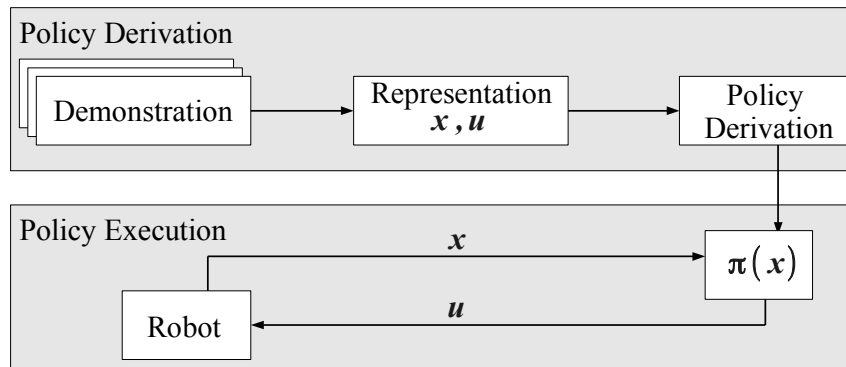 Policy Derivation
Demonstration
Representation
x , u
Policy
Derivation
Policy Execution
x
π( x )
u
Robot